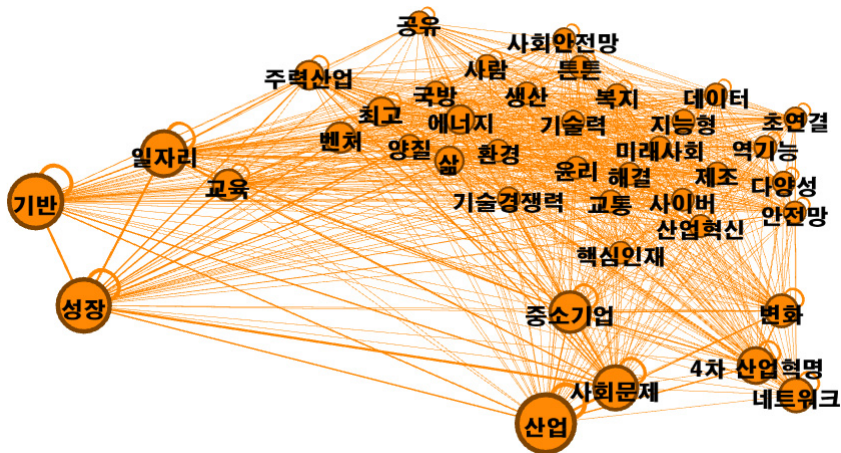 공유
사회안전망
주력산업
사람
튼튼
국방
생산
복지
데이터
최고
에너지
기술력
지능형
초연결
벤처
양질
환경
미래사회
역기능
일자리
삶
윤리
해결
제조
다양성
교육
기반
기술경쟁력
교통
사이버
안전망
산업혁신
핵심인재
성장
중소기업
변화
4차 산업혁명
사회문제
네트워크
산업